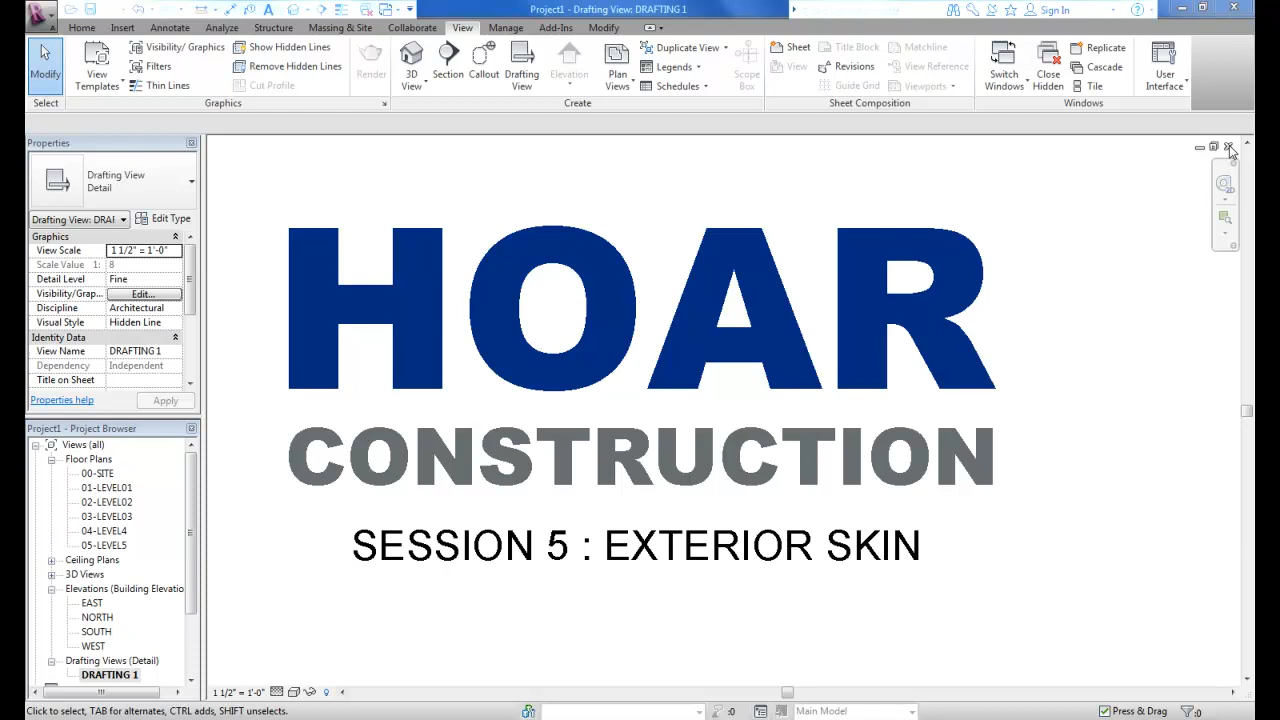 Project1 - Drafting View: DRAFTING 1
Sign In
Home Insert Annotate Analyze Structure Massing & Site Collaborate View Manage Add-Ins Modify
Modify
View Templates
Visibility/ Graphics
Filters
Thin Lines
Show Hidden Lines
Remove Hidden Lines
Cut Profile
Render
3D View
Section
Callout
Drafting View
Elevation
Plan Views
Duplicate View
Legends
Schedules
Scope Box
Sheet
View
Title Block
Revisions
Guide Grid
Matchline
View Reference
Viewports
Switch Windows
Close Hidden
Replicate
Cascade
Tile
User Interface
Select Graphics Create Sheet Composition Windows
Properties
Drafting View
Detail
Drafting View: DRAF
Edit Type
Graphics
View Scale 1 1/2" = 1'-0"
Scale Value 1: 8
Detail Level Fine
Visibility/Grap... Edit...
Discipline Architectural
Visual Style Hidden Line
Identity Data
View Name DRAFTING 1
Dependency Independent
Title on Sheet
Properties help Apply
Project1 - Project Browser
Views (all)
Floor Plans
00-SITE
01-LEVEL01
02-LEVEL02
03-LEVEL03
04-LEVEL4
05-LEVEL5
Ceiling Plans
3D Views
Elevations (Building Elevatio
EAST
NORTH
SOUTH
WEST
Drafting Views (Detail)
DRAFTING 1
HOAR
CONSTRUCTION
SESSION 5 : EXTERIOR SKIN
2D
1 1/2" = 1'-0"
Click to select, TAB for alternates, CTRL adds, SHIFT unselects.
:0
Main Model
Press & Drag
:0